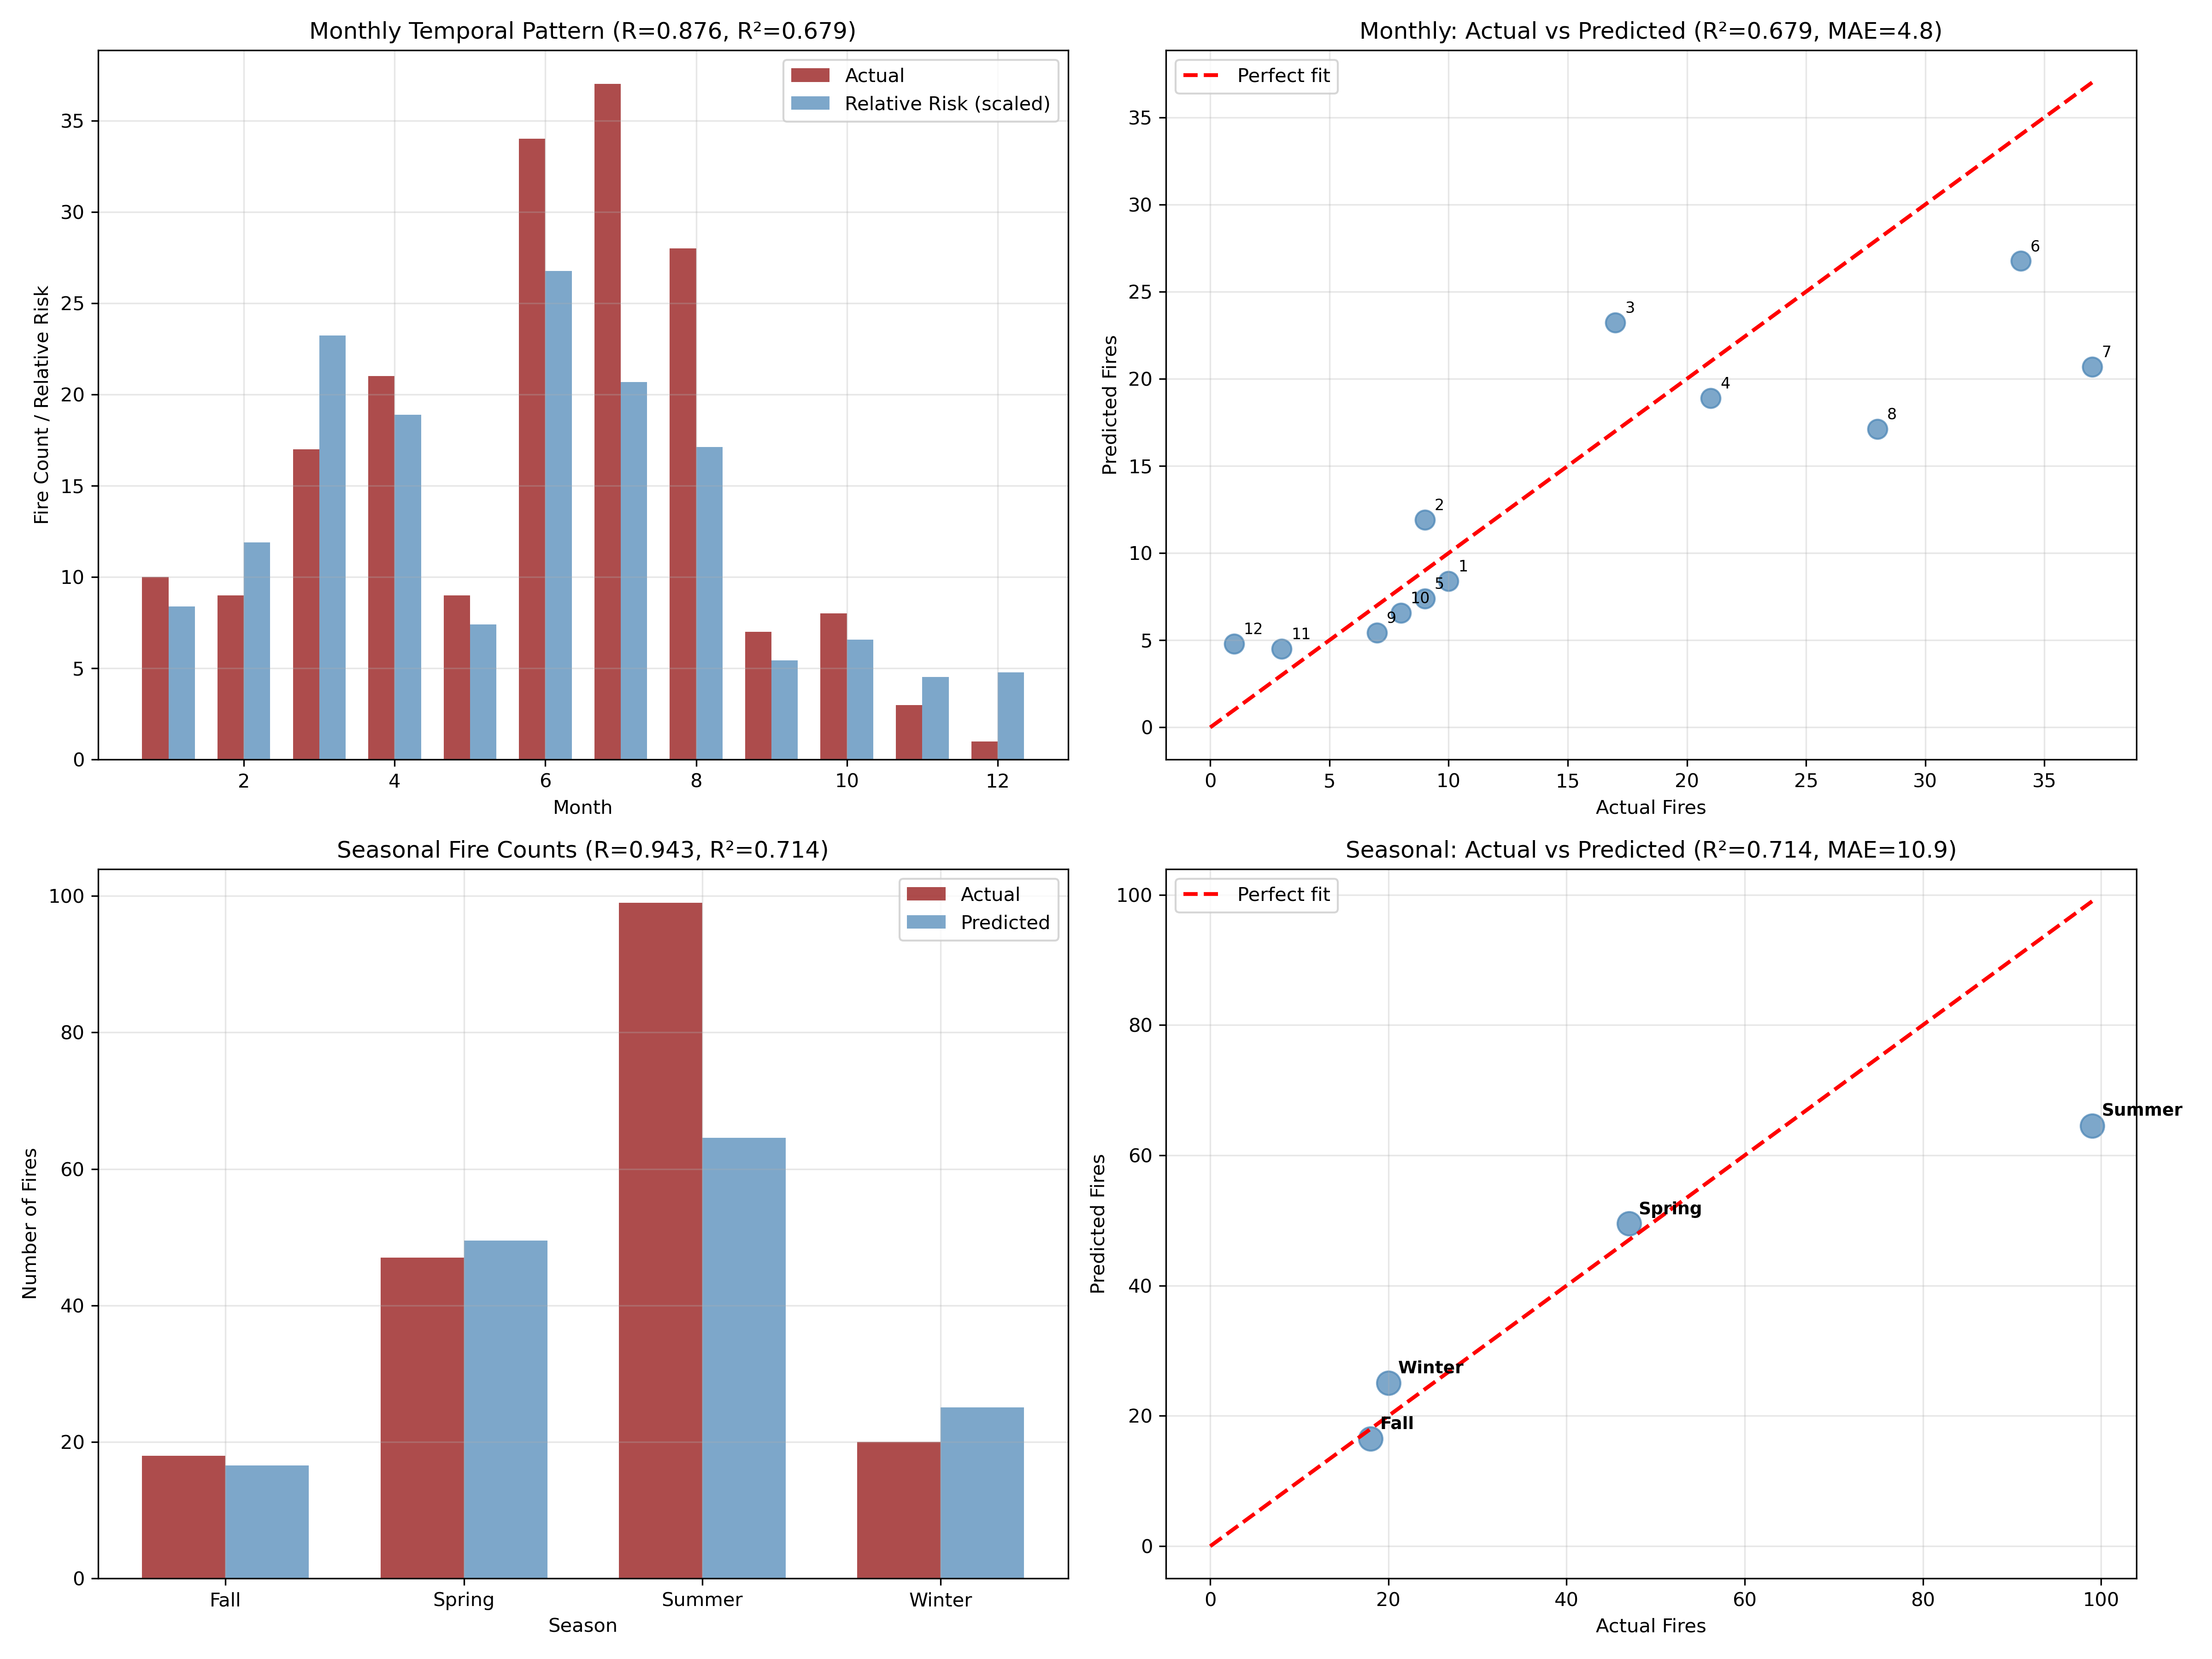 Monthly Temporal Pattern (R=0.876, R²=0.679)
Actual
Relative Risk (scaled)
Fire Count / Relative Risk
35
30
25
20
15
10
5
0
2
4
6
8
10
12
Month
Monthly: Actual vs Predicted (R²=0.679, MAE=4.8)
Perfect fit
Predicted Fires
35
30
25
20
15
10
5
0
6
3
7
4
8
2
1
5
10
9
12
11
0
5
10
15
20
25
30
35
Actual Fires
Seasonal Fire Counts (R=0.943, R²=0.714)
Actual
Predicted
Number of Fires
100
80
60
40
20
0
Fall
Spring
Summer
Winter
Season
Seasonal: Actual vs Predicted (R²=0.714, MAE=10.9)
Perfect fit
Predicted Fires
100
80
60
40
20
0
Summer
Spring
Winter
Fall
0
20
40
60
80
100
Actual Fires